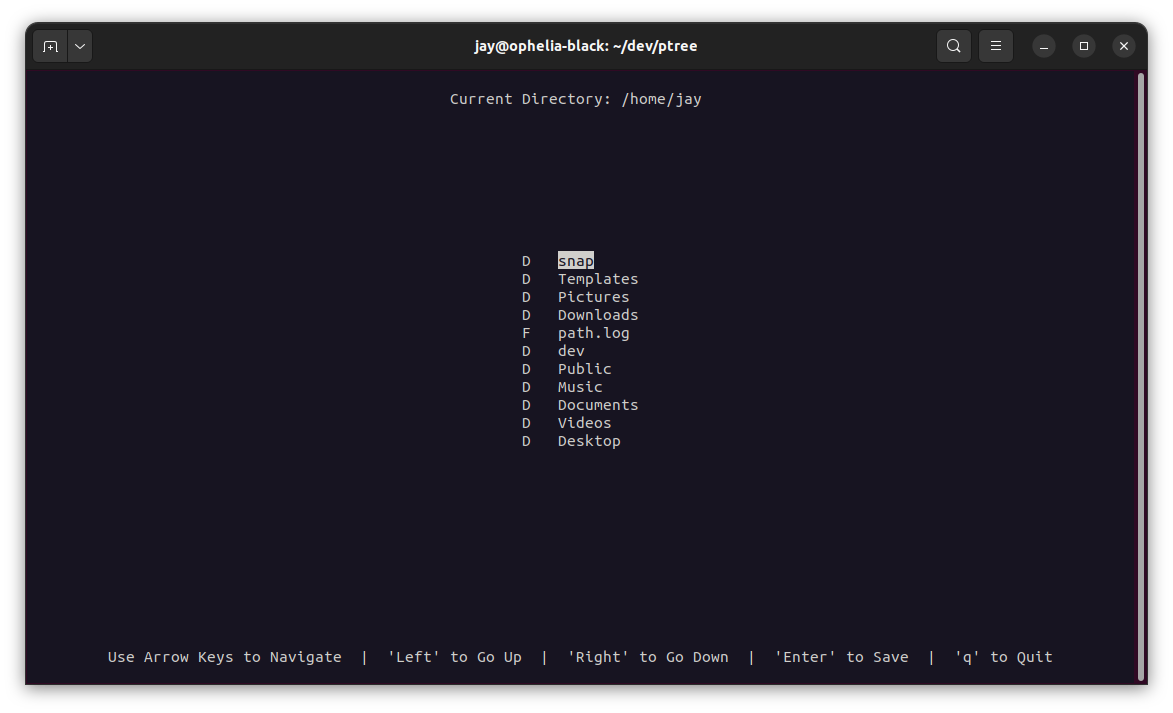 jay@ophelia-black: ~/dev/ptree
Current Directory: /home/jay
D snap
D Templates
D Pictures
D Downloads
F path.log
D dev
D Public
D Music
D Documents
D Videos
D Desktop
Use Arrow Keys to Navigate | 'Left' to Go Up | 'Right' to Go Down | 'Enter' to Save | 'q' to Quit